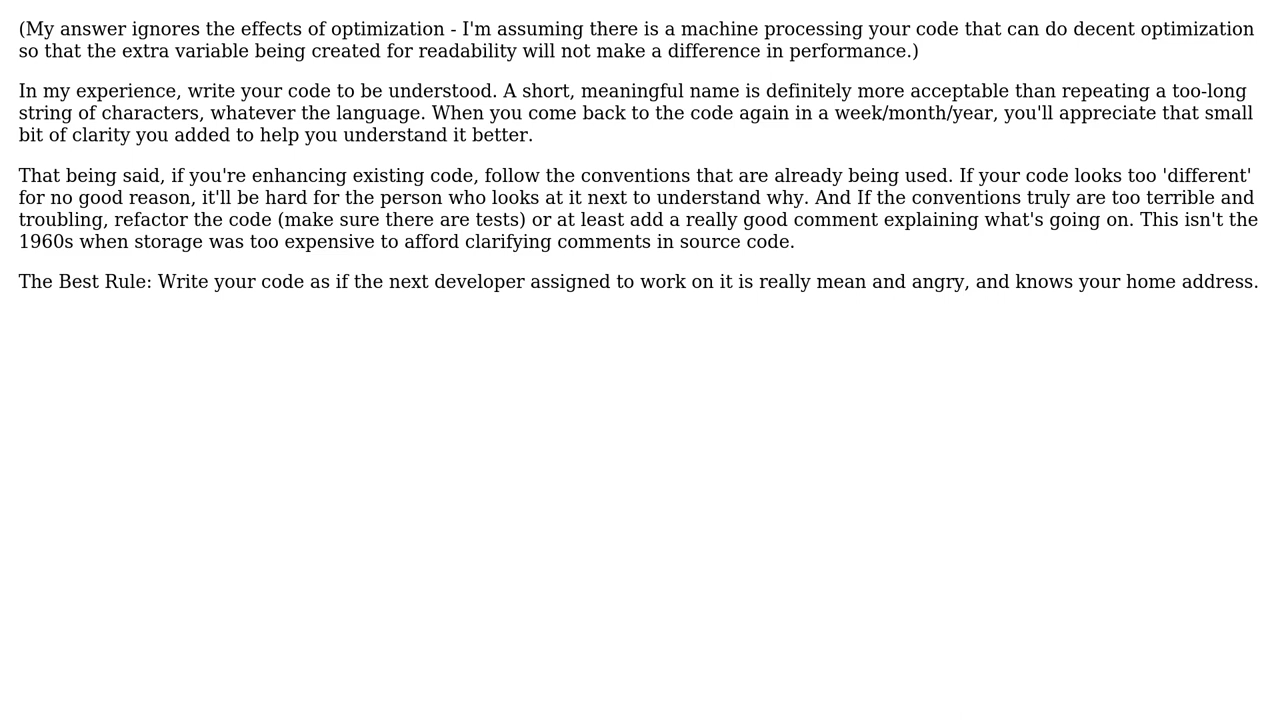 (My answer ignores the effects of optimization - I'm assuming there is a machine processing your code that can do decent optimization
so that the extra variable being created for readability will not make a difference in performance.)
In my experience, write your code to be understood. A short, meaningful name is definitely more acceptable than repeating a too-long
string of characters, whatever the language. When you come back to the code again in a week/month/year, you'll appreciate that small
bit of clarity you added to help you understand it better.
That being said, if you're enhancing existing code, follow the conventions that are already being used. If your code looks too 'different'
for no good reason, it'll be hard for the person who looks at it next to understand why. And If the conventions truly are too terrible and
troubling, refactor the code (make sure there are tests) or at least add a really good comment explaining what's going on. This isn't the
1960s when storage was too expensive to afford clarifying comments in source code.
The Best Rule: Write your code as if the next developer assigned to work on it is really mean and angry, and knows your home address.